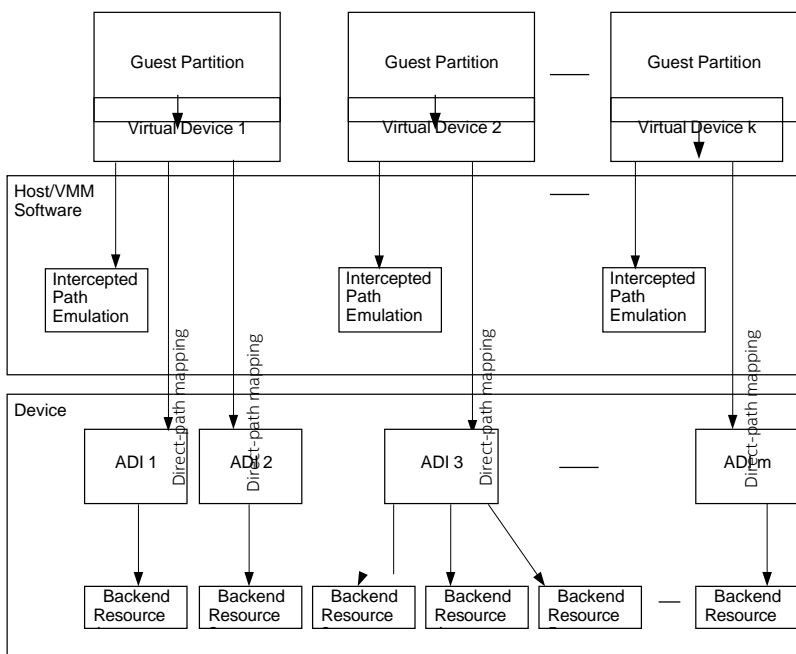 Guest Partition
Guest Partition
Guest Partition
Virtual Device 1
Virtual Device 2
Virtual Device k
Host/VMM
Software
Intercepted
Path
Emulation
Intercepted
Path
Emulation
Intercepted
Path
Emulation
Direct-path mapping
Direct-path mapping
Direct-path mapping
Direct-path mapping
Device
ADI 1
ADI 2
ADI 3
ADI m
Backend
Resource
Backend
Resource
Backend
Resource
Backend
Resource
Backend
Resource
Backend
Resource